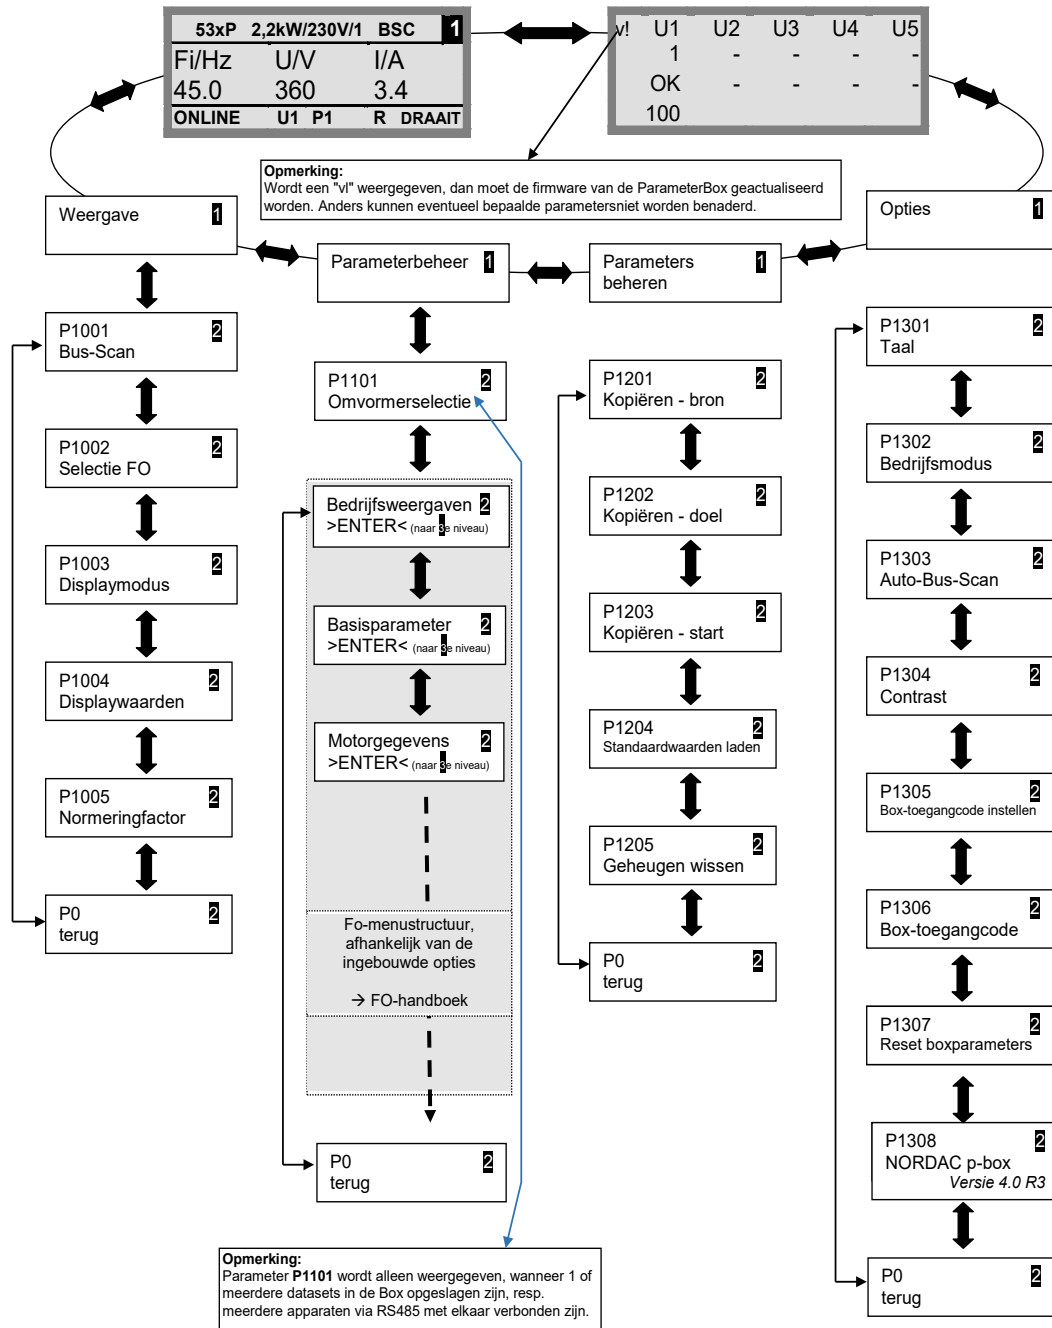 53xP 2,2kW/230V/1 BSC 1
Fi/Hz U/V I/A
45.0 360 3.4
ONLINE U1 P1 R DRAAIT
v! U1 U2 U3 U4 U5
1 - - - -
OK - - - -
100
Opmerking:
Wordt een "vl" weergegeven, dan moet de firmware van de ParameterBox geactualiseerd
worden. Anders kunnen eventueel bepaalde parametersniet worden benaderd.
Weergave 1
P1001 2
Bus-Scan
P1002 2
Selectie FO
P1003 2
Displaymodus
P1004 2
Displaywaarden
P1005 2
Normeringfactor
P0 2
terug
Parameterbeheer 1
P1101 2
Omvormerselectie
Bedrijfsweergaven 2
>ENTER< (naar 3e niveau)
Basisparameter 2
>ENTER< (naar 3e niveau)
Motorgegevens 2
>ENTER< (naar 3e niveau)
Fo-menustructuur,
afhankelijk van de
ingebouwde opties
→ FO-handboek
P0 2
terug
Parameters 1
beheren
P1201 2
Kopiëren - bron
P1202 2
Kopiëren - doel
P1203 2
Kopiëren - start
P1204 2
Standaardwaarden laden
P1205 2
Geheugen wissen
P0 2
terug
Opties 1
P1301 2
Taal
P1302 2
Bedrijfsmodus
P1303 2
Auto-Bus-Scan
P1304 2
Contrast
P1305 2
Box-toegangcode instellen
P1306 2
Box-toegangcode
P1307 2
Reset boxparameters
P1308 2
NORDAC p-box
Versie 4.0 R3
P0 2
terug
Opmerking:
Parameter P1101 wordt alleen weergegeven, wanneer 1 of
meerdere datasets in de Box opgeslagen zijn, resp.
meerdere apparaten via RS485 met elkaar verbonden zijn.